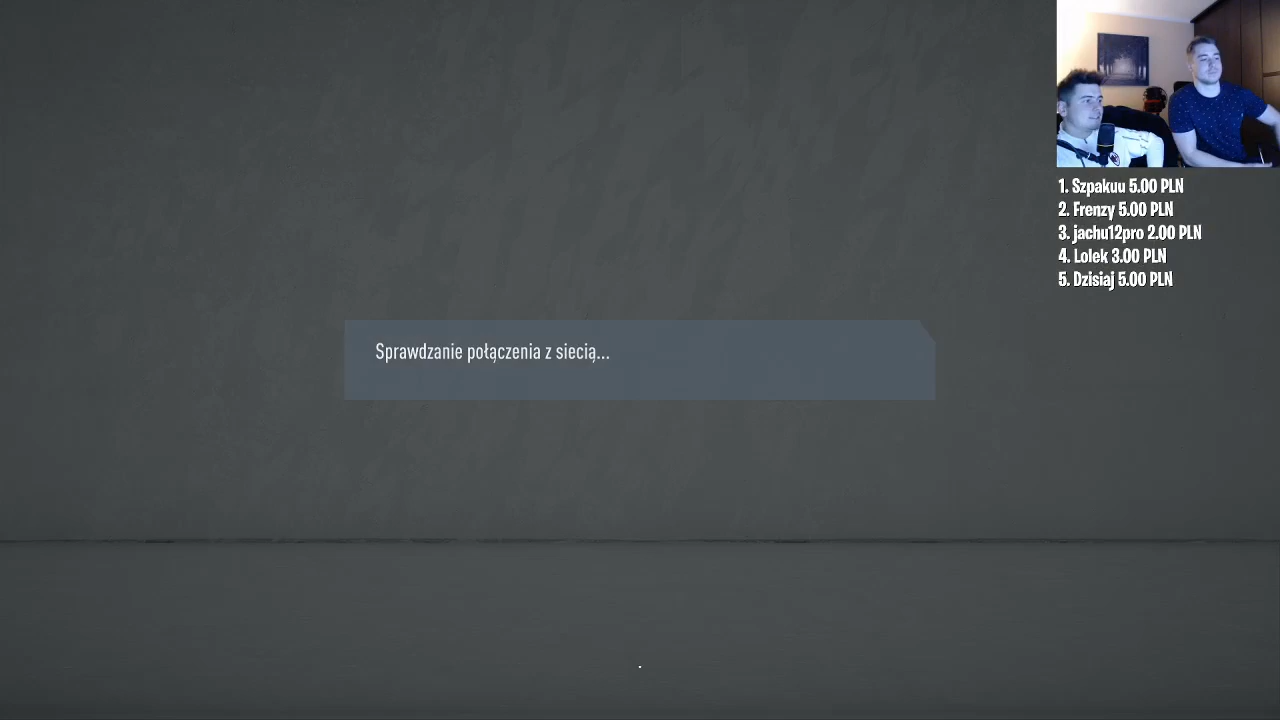 1. Szpakuu 5.00 PLN
2. Frenzy 5.00 PLN
3. jachu12pro 2.00 PLN
4. Lolek 3.00 PLN
5. Dzisiaj 5.00 PLN
Sprawdzanie połączenia z siecią...